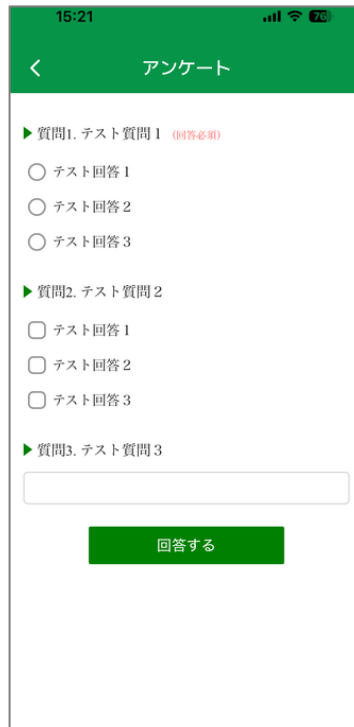 15:21 76
アンケート
質問1. テスト質問1 (回答必須)
テスト回答1
テスト回答2
テスト回答3
質問2. テスト質問2
テスト回答1
テスト回答2
テスト回答3
質問3. テスト質問3
回答する